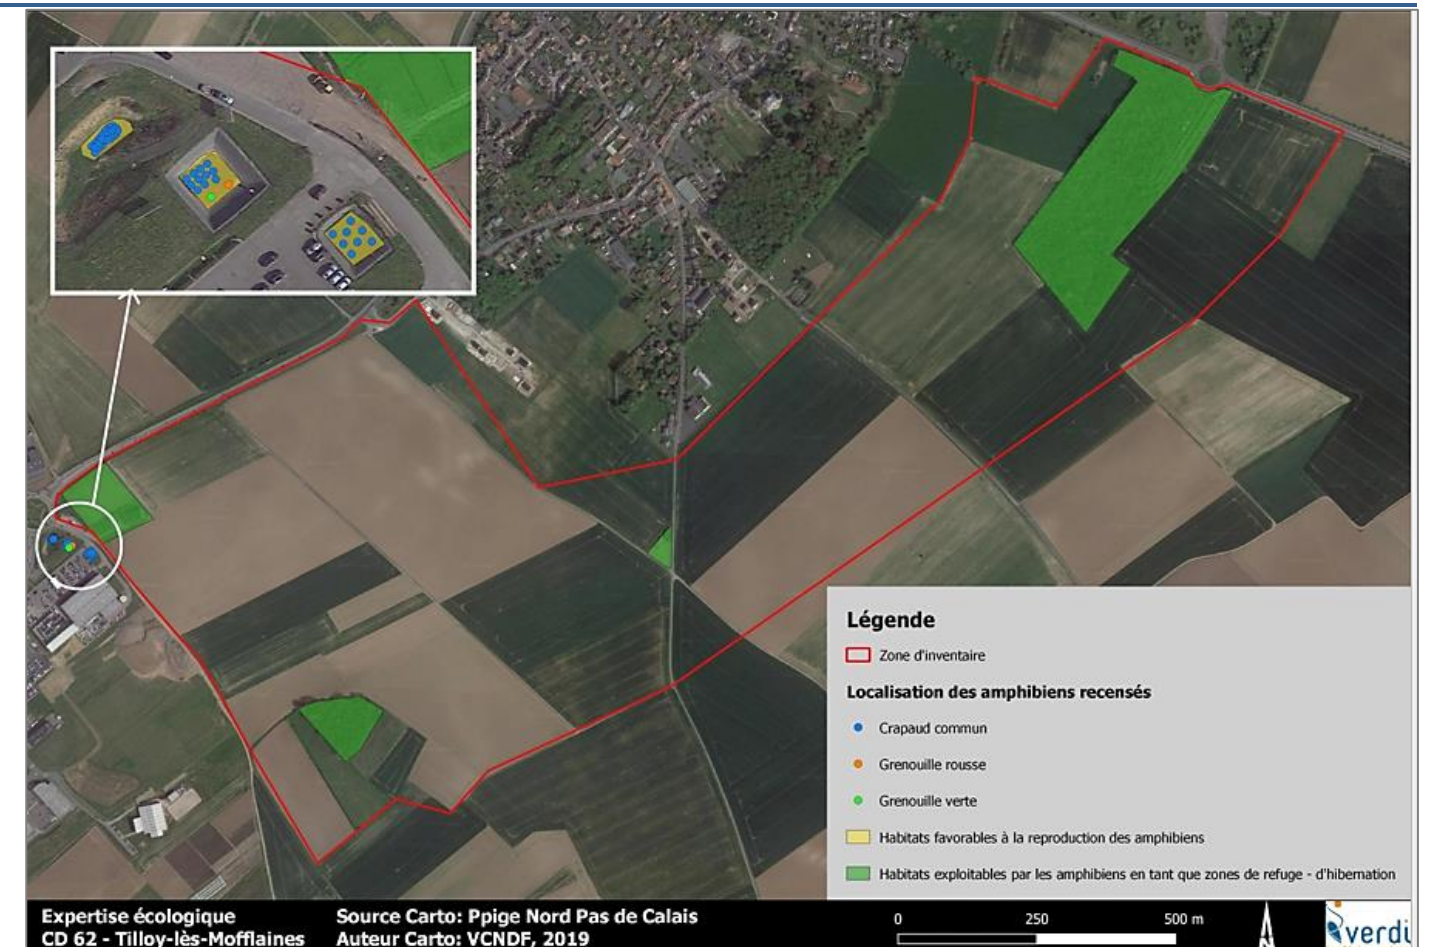 Légende
Zone d'inventaire
Localisation des amphibiens recensés
Crapaud commun
Grenouille rousse
Grenouille verte
Habitats favorables à la reproduction des amphibiens
Habitats exploitables par les amphibiens en tant que zones de refuge - d'hibernation
Expertise écologique
CD 62 - Tilloy-lès-Mofflaines
Source Carto: Ppige Nord Pas de Calais
Auteur Carto: VCNDF, 2019
0 250 500 m
verdi